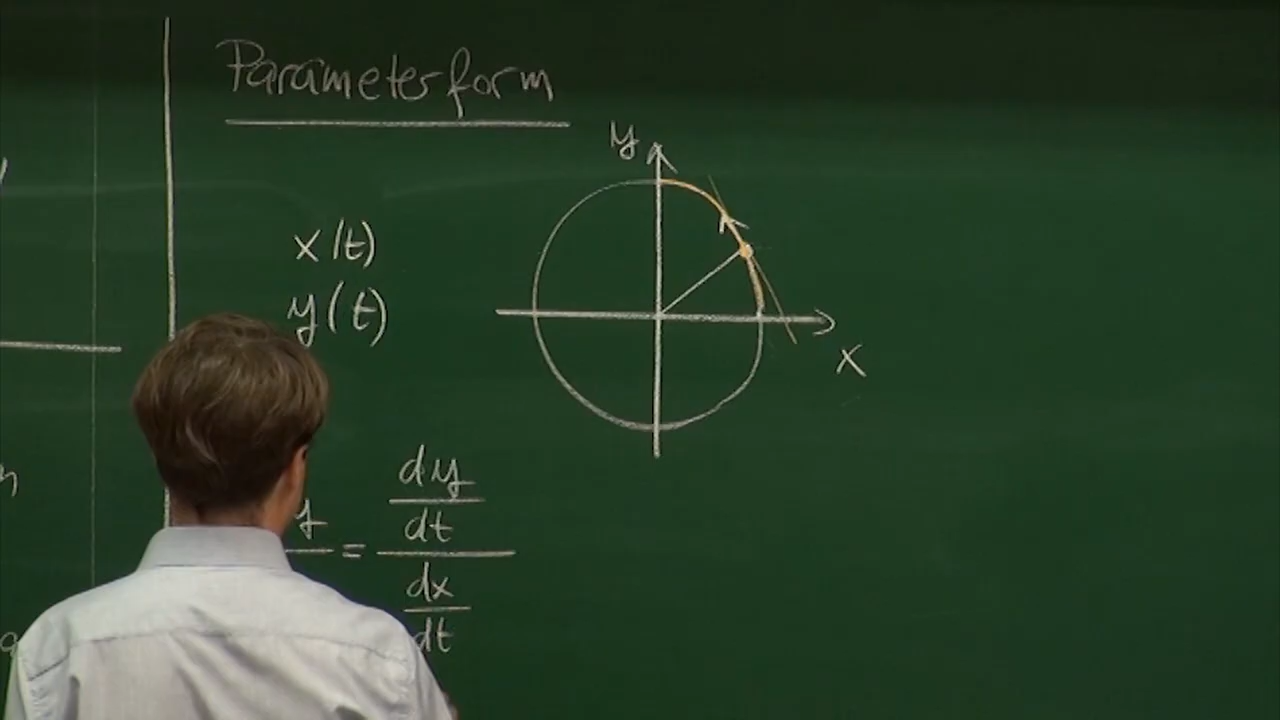 Parameterform
y
x(t)
y(t)
x
dy
dt
y =
dx
dt